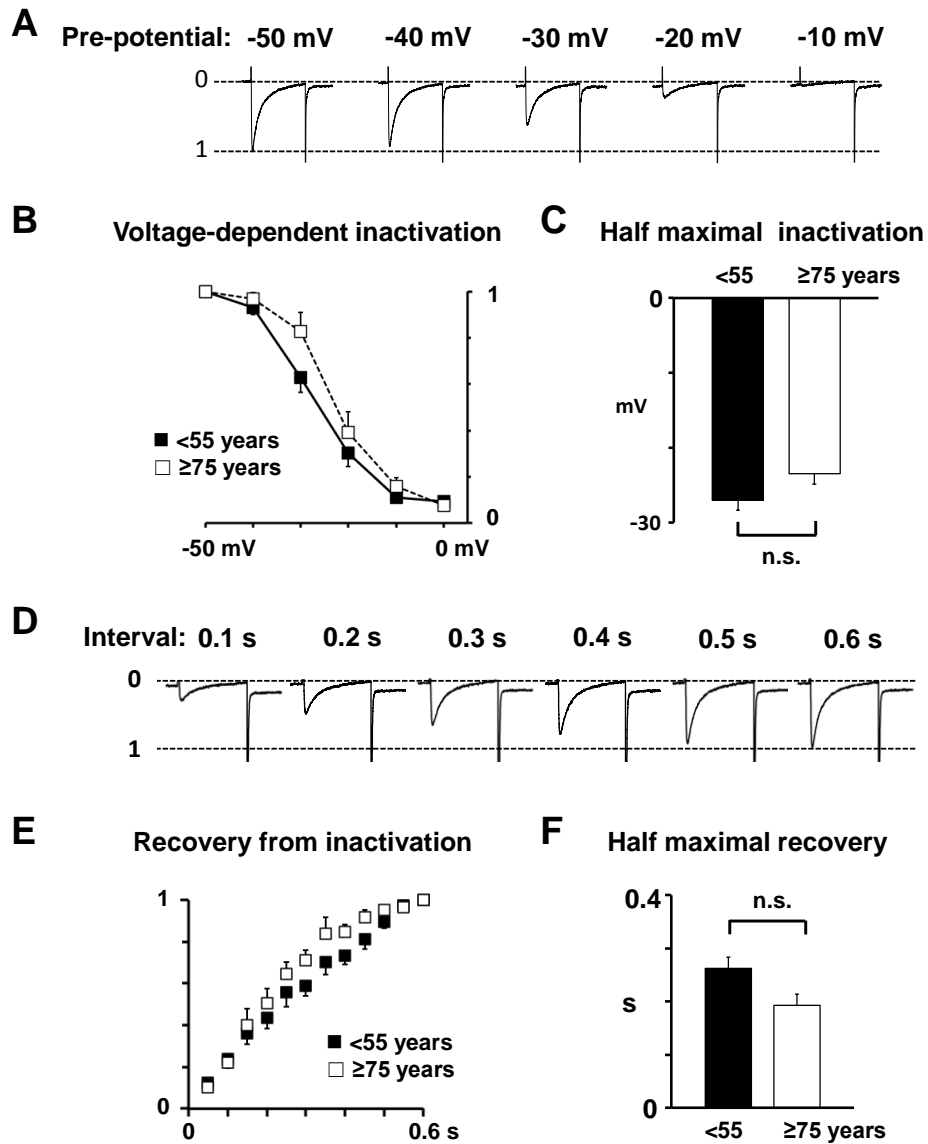 A
Pre-potential: -50 mV -40 mV -30 mV -20 mV -10 mV
0
1
B
Voltage-dependent inactivation
1
<55 years
≥75 years
0
-50 mV 0 mV
C
Half maximal inactivation
<55 ≥75 years
0
mV
-30
n.s.
D
Interval: 0.1 s 0.2 s 0.3 s 0.4 s 0.5 s 0.6 s
0
1
E
Recovery from inactivation
1
<55 years
≥75 years
0
0 0.6 s
F
Half maximal recovery
0.4
n.s.
s
0
<55 ≥75 years